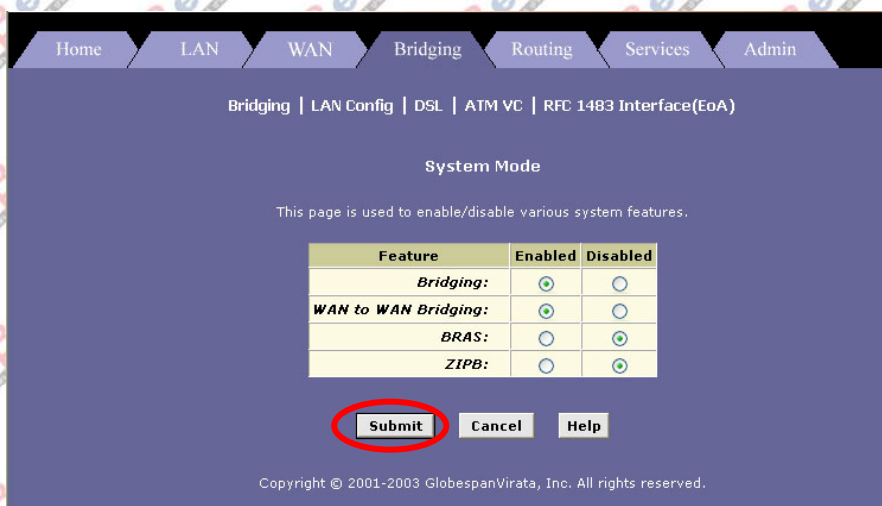 Home LAN WAN Bridging Routing Services Admin
Bridging | LAN Config | DSL | ATM VC | RFC 1483 Interface(EoA)
System Mode
This page is used to enable/disable various system features.
Feature Enabled Disabled
Bridging:
WAN to WAN Bridging:
BRAS:
ZIPB:
Submit Cancel Help
Copyright © 2001-2003 GlobespanVirata, Inc. All rights reserved.